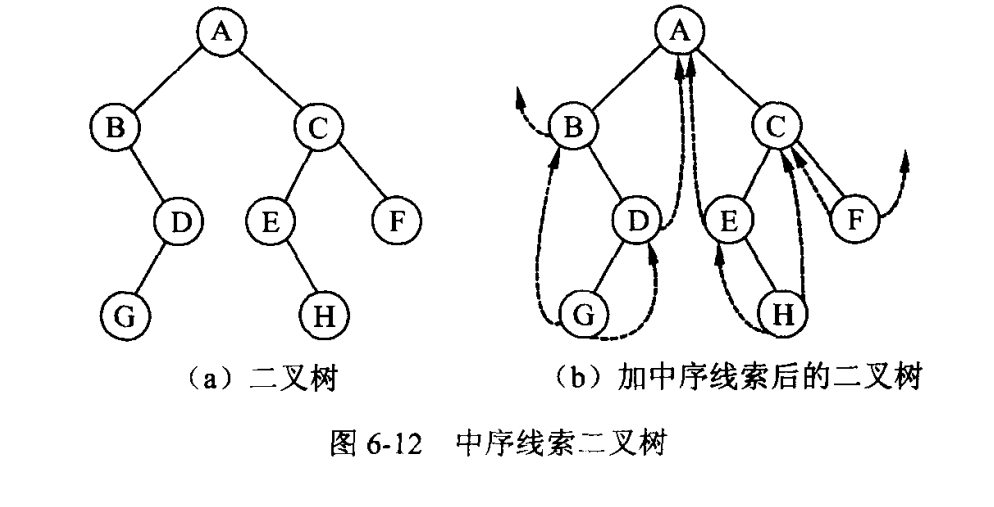 A A
B C B C
D E F D E F
G H G H
(a)二叉树 (b)加中序线索后的二叉树
图 6-12 中序线索二叉树